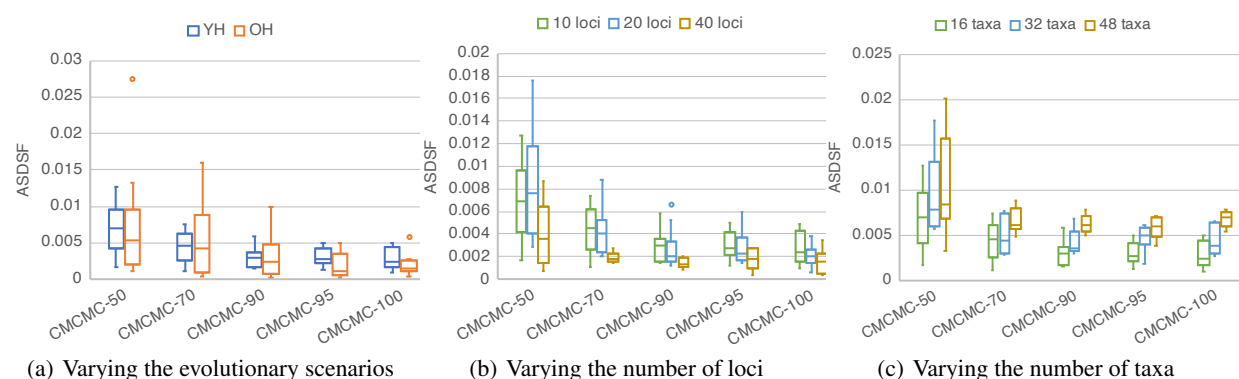 YH OH
ASDSF
0.03
0.025
0.02
0.015
0.01
0.005
0
CMCMC-50
CMCMC-70
CMCMC-90
CMCMC-95
CMCMC-100
(a) Varying the evolutionary scenarios
10 loci 20 loci 40 loci
ASDSF
0.02
0.018
0.016
0.014
0.012
0.01
0.008
0.006
0.004
0.002
0
CMCMC-50
CMCMC-70
CMCMC-90
CMCMC-95
CMCMC-100
(b) Varying the number of loci
16 taxa 32 taxa 48 taxa
ASDSF
0.025
0.02
0.015
0.01
0.005
0
CMCMC-50
CMCMC-70
CMCMC-90
CMCMC-95
CMCMC-100
(c) Varying the number of taxa